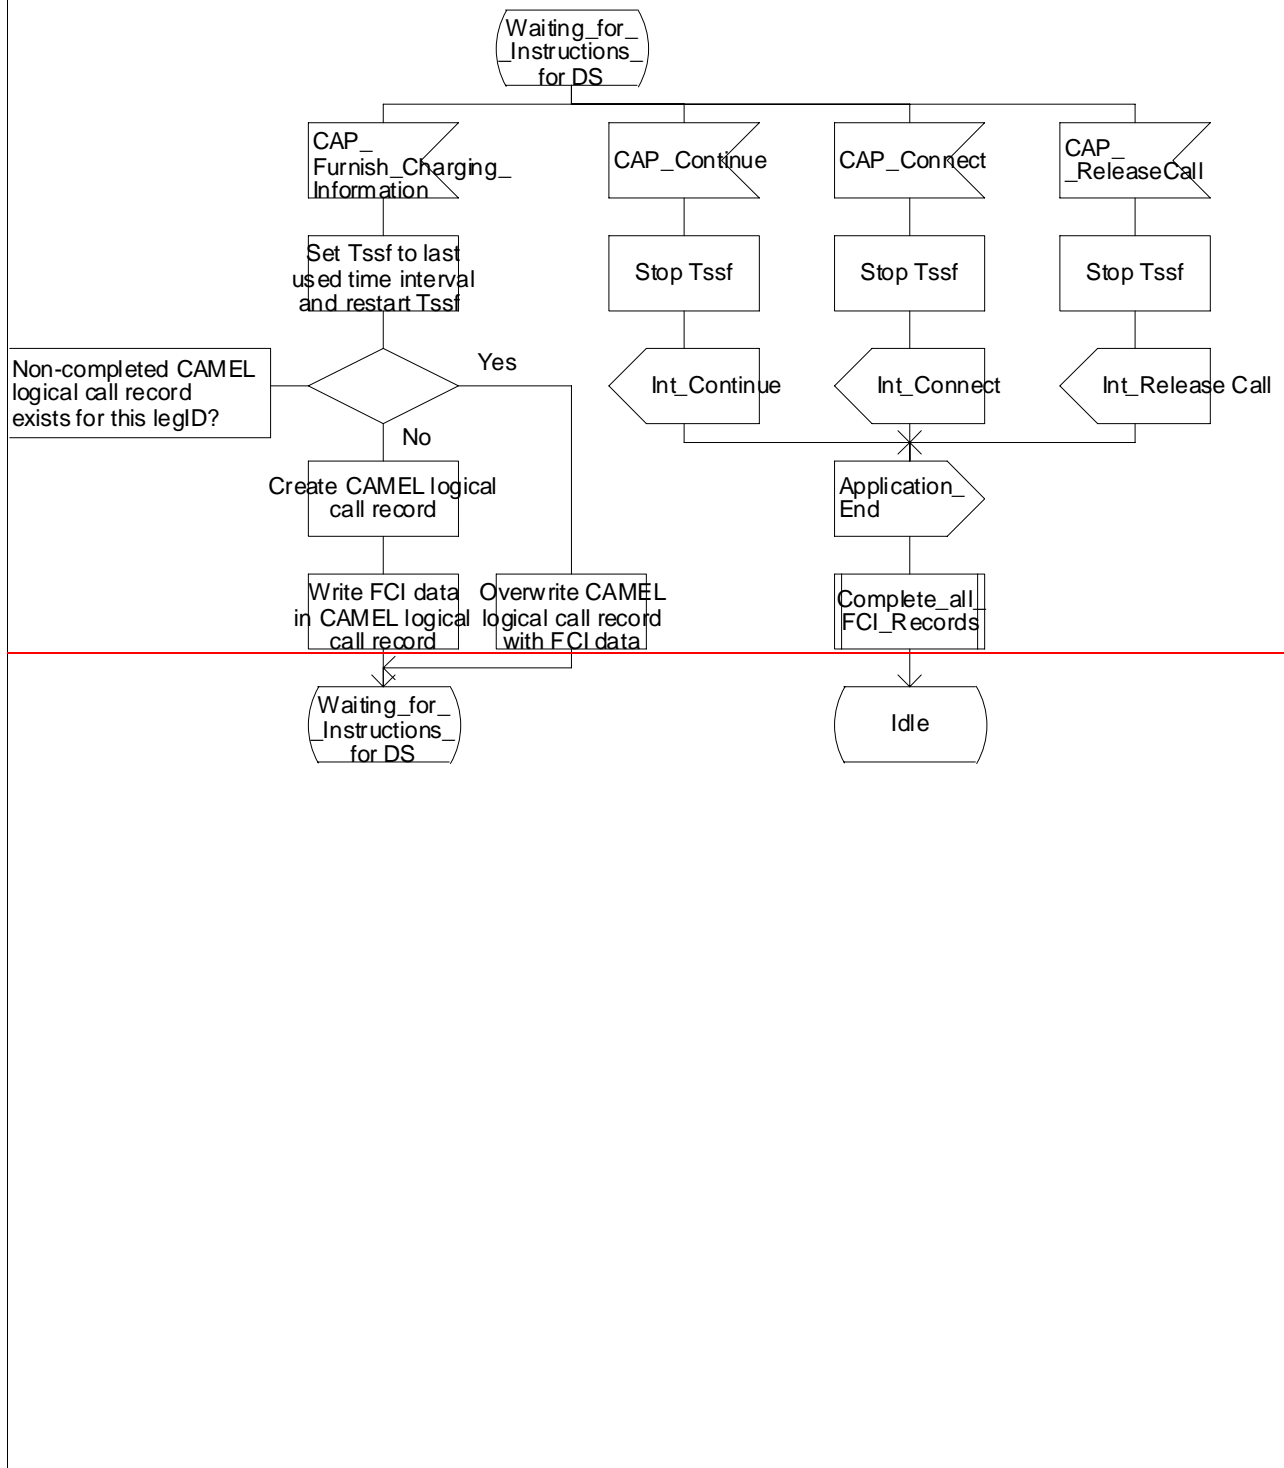 Waiting_for_
_Instructions_
for DS
CAP_
Furnish_Charging_
Information
CAP_Continue
CAP_Connect
CAP_
_ReleaseCall
Set Tssf to last
used time interval
and restart Tssf
Stop Tssf
Stop Tssf
Stop Tssf
Non-completed CAMEL
logical call record
exists for this legID?
Yes
No
Int_Continue
Int_Connect
Int_Release Call
Create CAMEL logical
call record
Application_
End
Write FCI data
in CAMEL logical
call record
Overwrite CAMEL
logical call record
with FCI data
Complete_all_
FCI_Records
Waiting_for_
_Instructions_
for DS
Idle